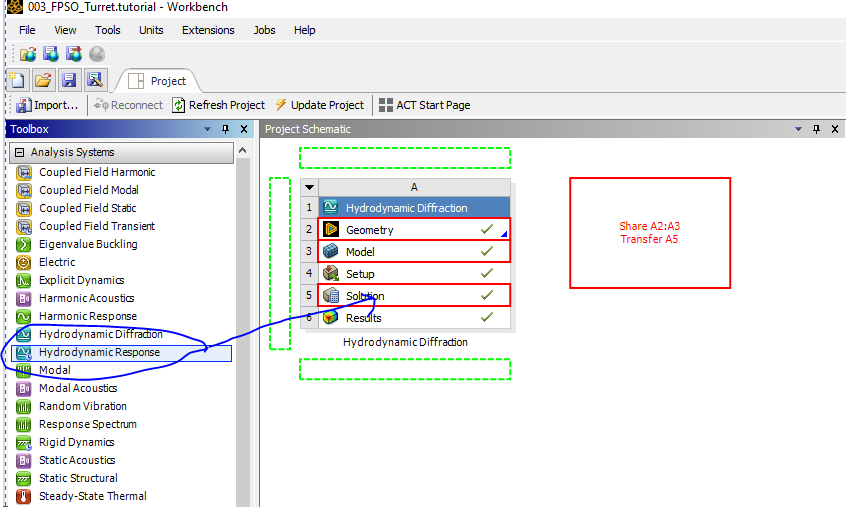 003_FPSO_Turret.tutorial - Workbench
File View Tools Units Extensions Jobs Help
Project
Import... Reconnect Refresh Project Update Project ACT Start Page
Toolbox
Project Schematic
Analysis Systems
Coupled Field Harmonic
Coupled Field Modal
Coupled Field Static
Coupled Field Transient
Eigenvalue Buckling
Electric
Explicit Dynamics
Harmonic Acoustics
Harmonic Response
Hydrodynamic Diffraction
Hydrodynamic Response
Modal
Modal Acoustics
Random Vibration
Response Spectrum
Rigid Dynamics
Static Acoustics
Static Structural
Steady-State Thermal
A
1 Hydrodynamic Diffraction
2 Geometry
3 Model
4 Setup
5 Solution
6 Results
Hydrodynamic Diffraction
Share A2:A3
Transfer A5